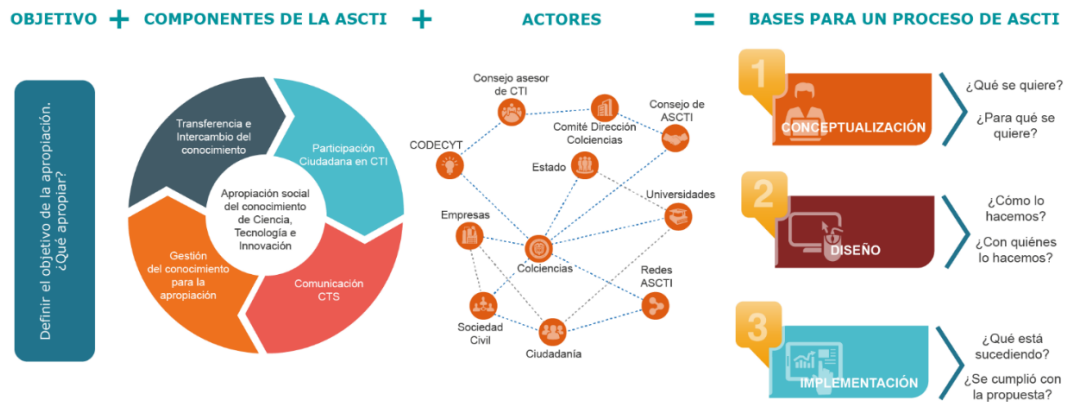 OBJETIVO + COMPONENTES DE LA ASCTI + ACTORES = BASES PARA UN PROCESO DE ASCTI
Definir el objetivo de la apropiación.
¿Qué apropiar?
Transferencia e
Intercambio del
conocimiento
Participación
Ciudadana en CTI
Apropiación social
del conocimiento
de Ciencia,
Tecnología e
Innovación
Gestión
del conocimiento
para la
apropiación
Comunicación
CTS
Consejo asesor
de CTI
Comité Dirección
Colciencias
Consejo de
ASCTI
CODECYT
Estado
Universidades
Empresas
Colciencias
Redes
ASCTI
Sociedad
Civil
Ciudadanía
1
CONCEPTUALIZACIÓN
¿Qué se quiere?
¿Para qué se
quiere?
2
DISEÑO
¿Cómo lo
hacemos?
¿Con quiénes
lo hacemos?
3
IMPLEMENTACIÓN
¿Qué está
sucediendo?
¿Se cumplió con
la propuesta?